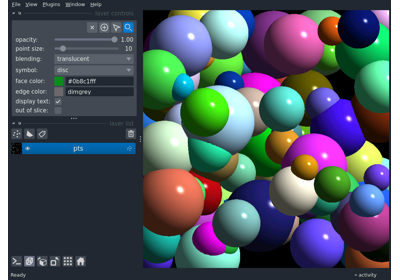 File View Plugins Window Help
layer controls
opacity: 1.00
point size: 10
blending: translucent
symbol: disc
face color: #0b8c1fff
edge color: dimgrey
display text: ✓
out of slice:
layer list
pts
Ready
activity